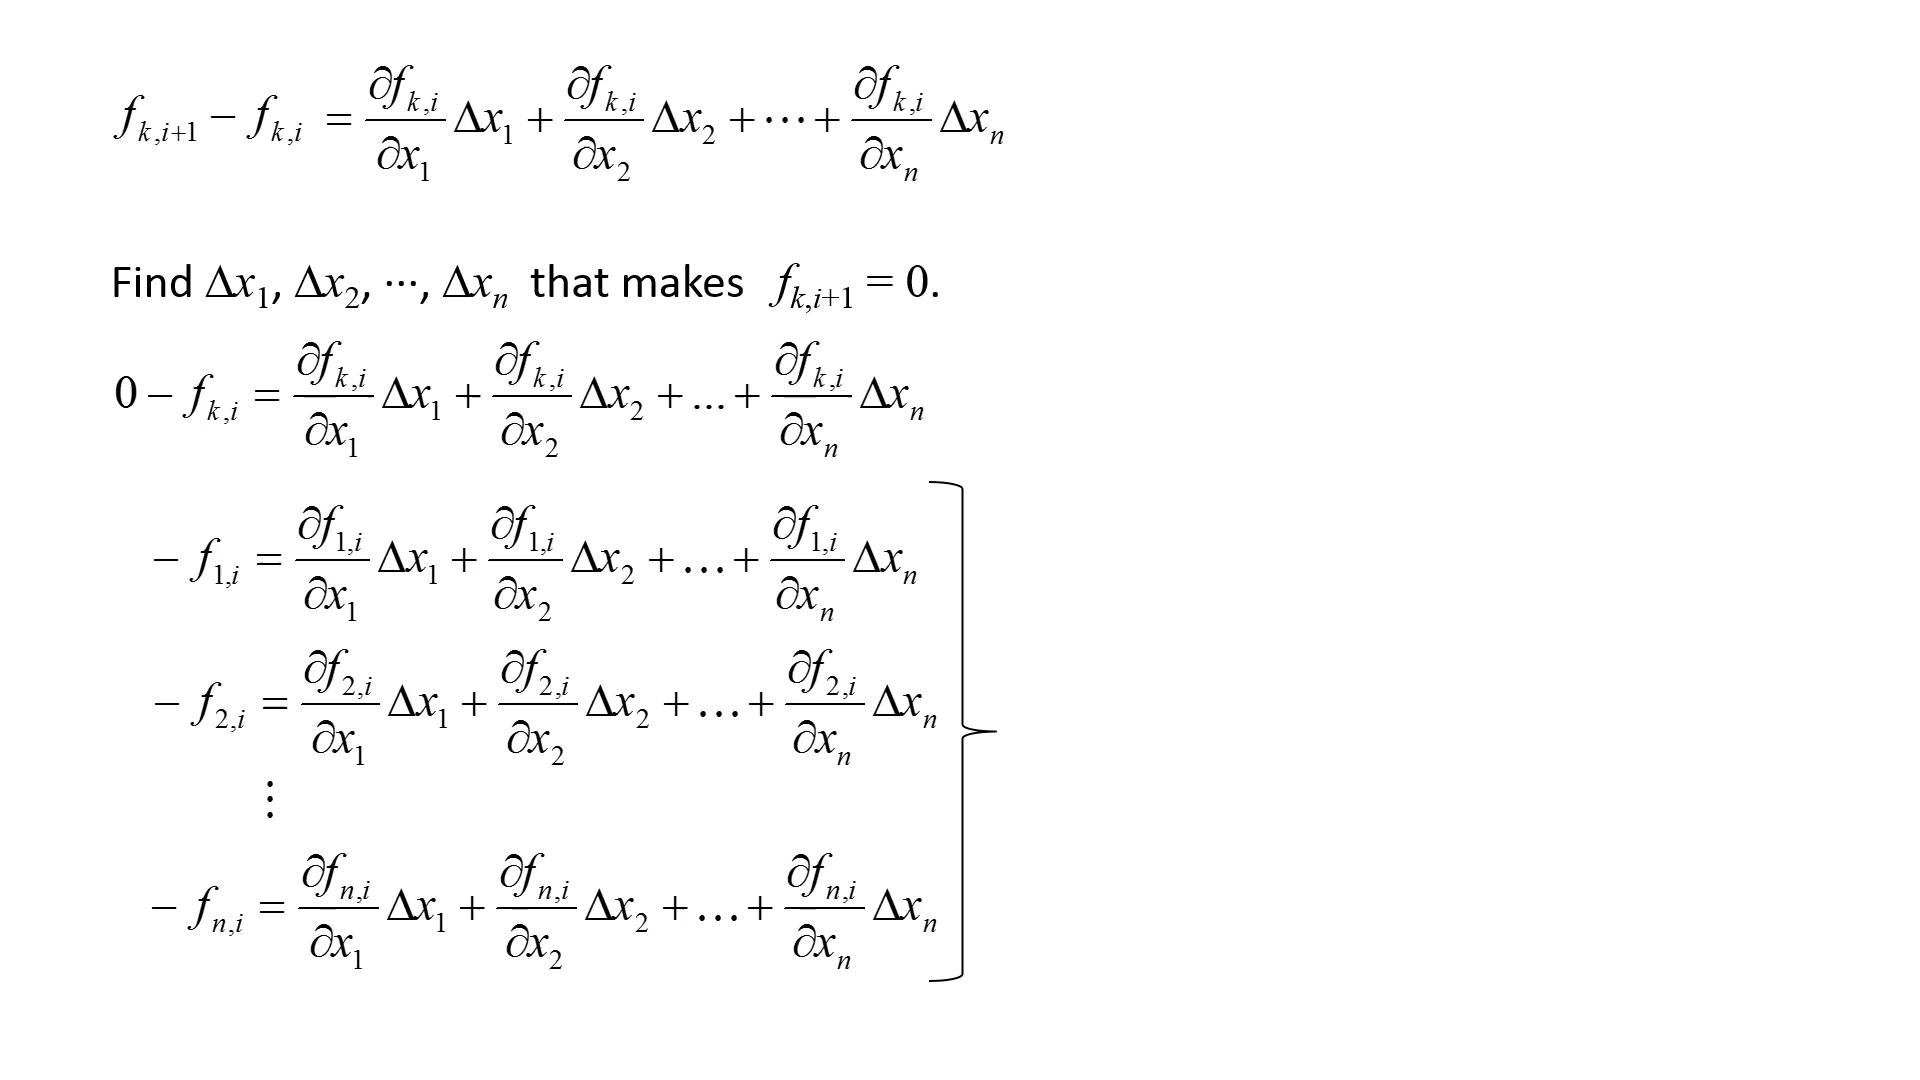 f_{k,i+1} − f_{k,i} = ∂f_{k,i}/∂x_1 Δx_1 + ∂f_{k,i}/∂x_2 Δx_2 + ⋯ + ∂f_{k,i}/∂x_n Δx_n
Find Δx_1, Δx_2, ⋯, Δx_n that makes f_{k,i+1} = 0.
0 − f_{k,i} = ∂f_{k,i}/∂x_1 Δx_1 + ∂f_{k,i}/∂x_2 Δx_2 + ... + ∂f_{k,i}/∂x_n Δx_n
− f_{1,i} = ∂f_{1,i}/∂x_1 Δx_1 + ∂f_{1,i}/∂x_2 Δx_2 + ... + ∂f_{1,i}/∂x_n Δx_n
− f_{2,i} = ∂f_{2,i}/∂x_1 Δx_1 + ∂f_{2,i}/∂x_2 Δx_2 + ... + ∂f_{2,i}/∂x_n Δx_n
⋮
− f_{n,i} = ∂f_{n,i}/∂x_1 Δx_1 + ∂f_{n,i}/∂x_2 Δx_2 + ... + ∂f_{n,i}/∂x_n Δx_n